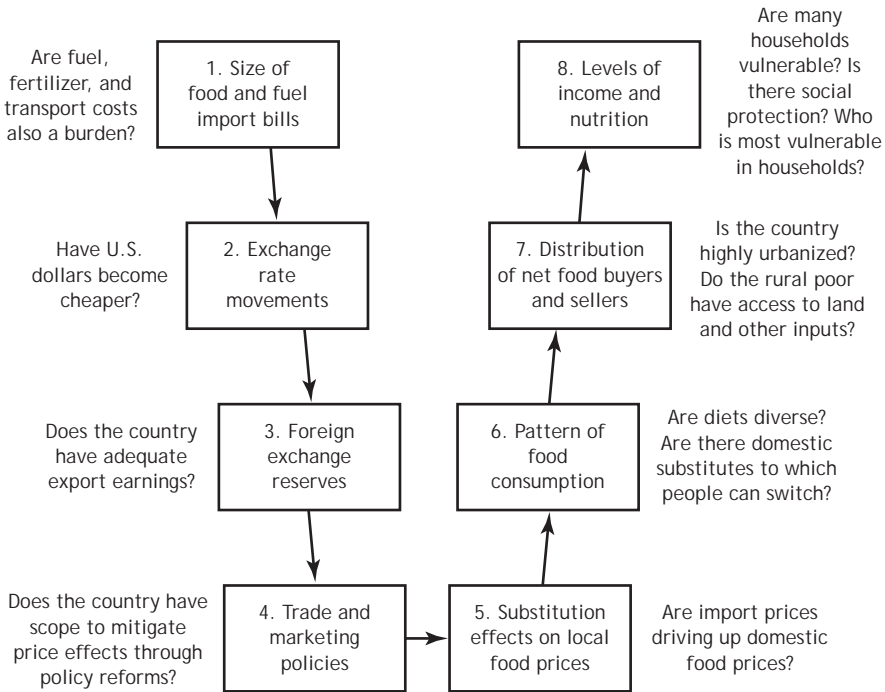 Are fuel,
fertilizer, and
transport costs
also a burden?
1. Size of
food and fuel
import bills
Have U.S.
dollars become
cheaper?
2. Exchange
rate
movements
Does the country
have adequate
export earnings?
3. Foreign
exchange
reserves
Does the country have
scope to mitigate
price effects through
policy reforms?
4. Trade and
marketing
policies
5. Substitution
effects on local
food prices
Are import prices
driving up domestic
food prices?
6. Pattern of
food
consumption
Are diets diverse?
Are there domestic
substitutes to which
people can switch?
7. Distribution
of net food buyers
and sellers
Is the country
highly urbanized?
Do the rural poor
have access to land
and other inputs?
8. Levels of
income and
nutrition
Are many
households
vulnerable? Is
there social
protection? Who
is most vulnerable
in households?